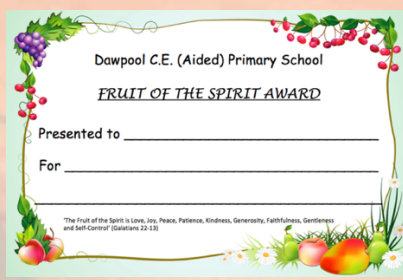 Dawpool C.E. (Aided) Primary School
FRUIT OF THE SPIRIT AWARD
Presented to
For
'The Fruit of the Spirit is Love, Joy, Peace, Patience, Kindness, Generosity, Faithfulness, Gentleness
and Self-Control' (Galatians 22-13)